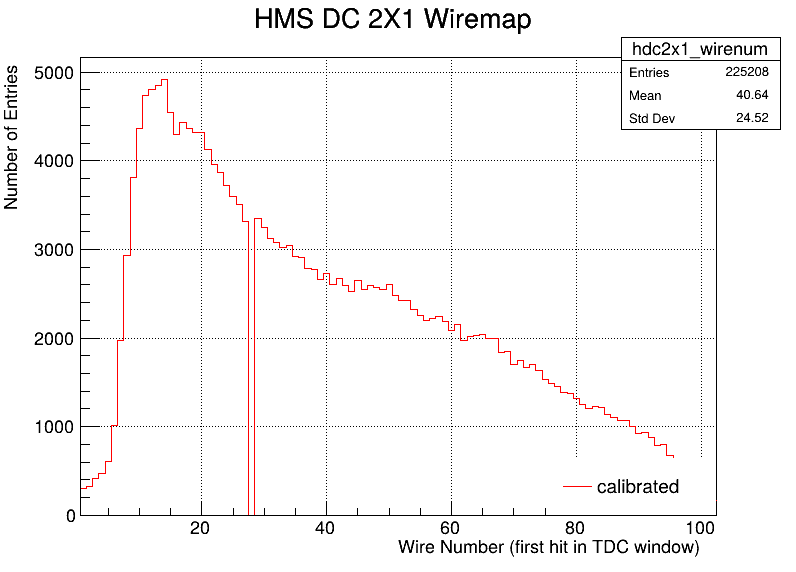 HMS DC 2X1 Wiremap
hdc2x1_wirenum
Entries 225208
Mean 40.64
Std Dev 24.52
Number of Entries
5000
4000
3000
2000
1000
0
20 40 60 80 100
calibrated
Wire Number (first hit in TDC window)